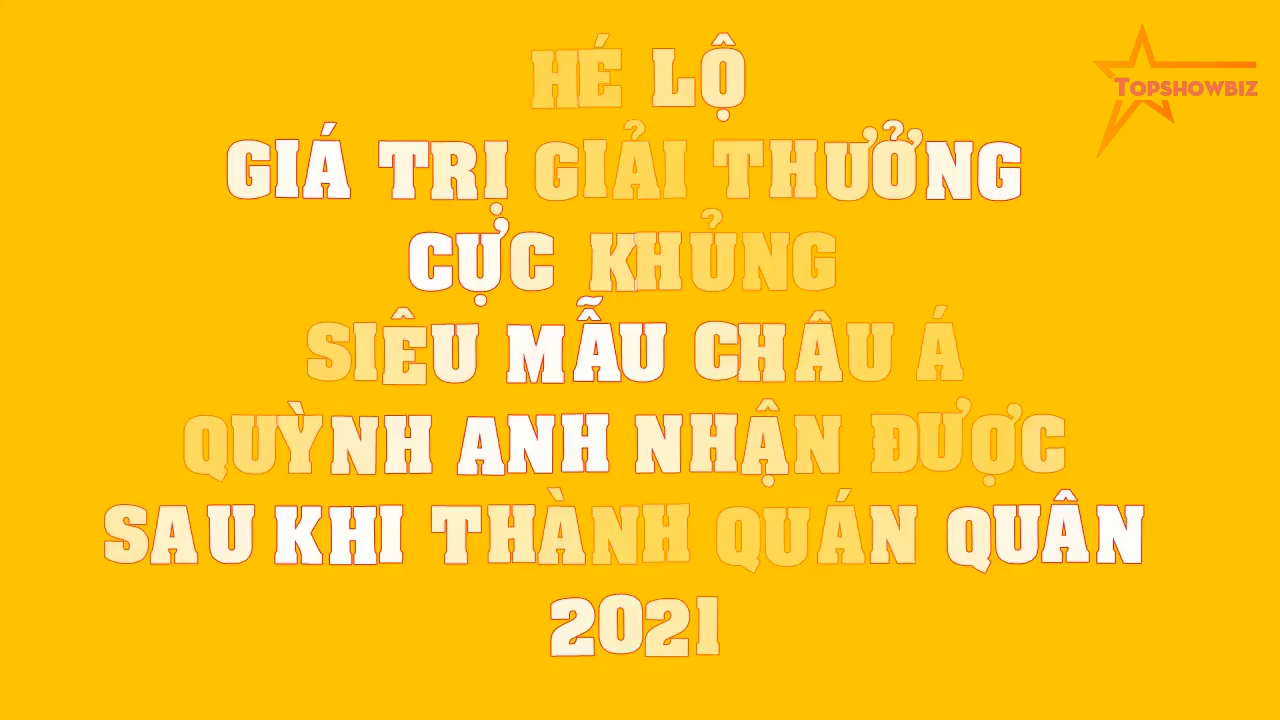 HÉ LỘ
TOPSHOWBIZ
GIÁ TRỊ GIẢI THƯỞNG
CỰC KHỦNG
SIÊU MẪU CHÂU Á
QUỲNH ANH NHẬN ĐƯỢC
SAU KHI THÀNH QUÁN QUÂN
2021